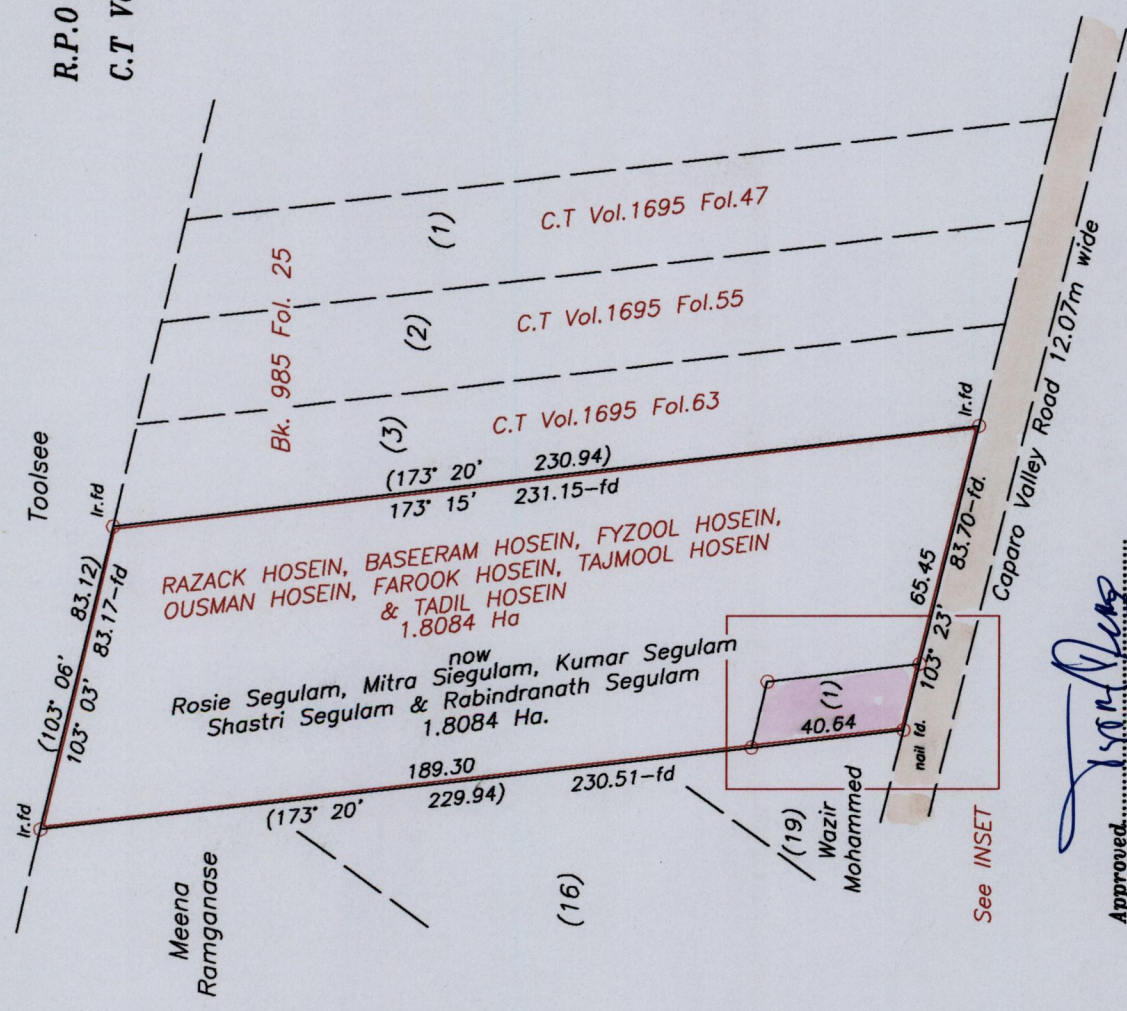 R.P.O
C.T
Toolsee
Ir.fd
Ir.fd
(103° 06' 83.12)
103° 03' 83.17-fd
Bk. 985 Fol. 25
(1)
C.T Vol.1695 Fol.47
(2)
C.T Vol.1695 Fol.55
(3)
C.T Vol.1695 Fol.63
(173° 20' 230.94)
173° 15' 231.15-fd
RAZACK HOSEIN, BASEERAM HOSEIN, FYZOOL HOSEIN,
OUSMAN HOSEIN, FAROOK HOSEIN, TAJMOOL HOSEIN
& TADIL HOSEIN
1.8084 Ha
now
Rosie Segulam, Mitra Siegulam, Kumar Segulam
Shastri Segulam & Rabindranath Segulam
1.8084 Ha.
189.30
(173° 20' 229.94)
230.51-fd
Meena
Ramganase
(16)
(19)
Wazir
Mohammed
(1)
40.64
nail fd.
103° 23'
65.45
83.70-fd.
Ir.fd
Caparo Valley Road 12.07m wide
See INSET
Approved